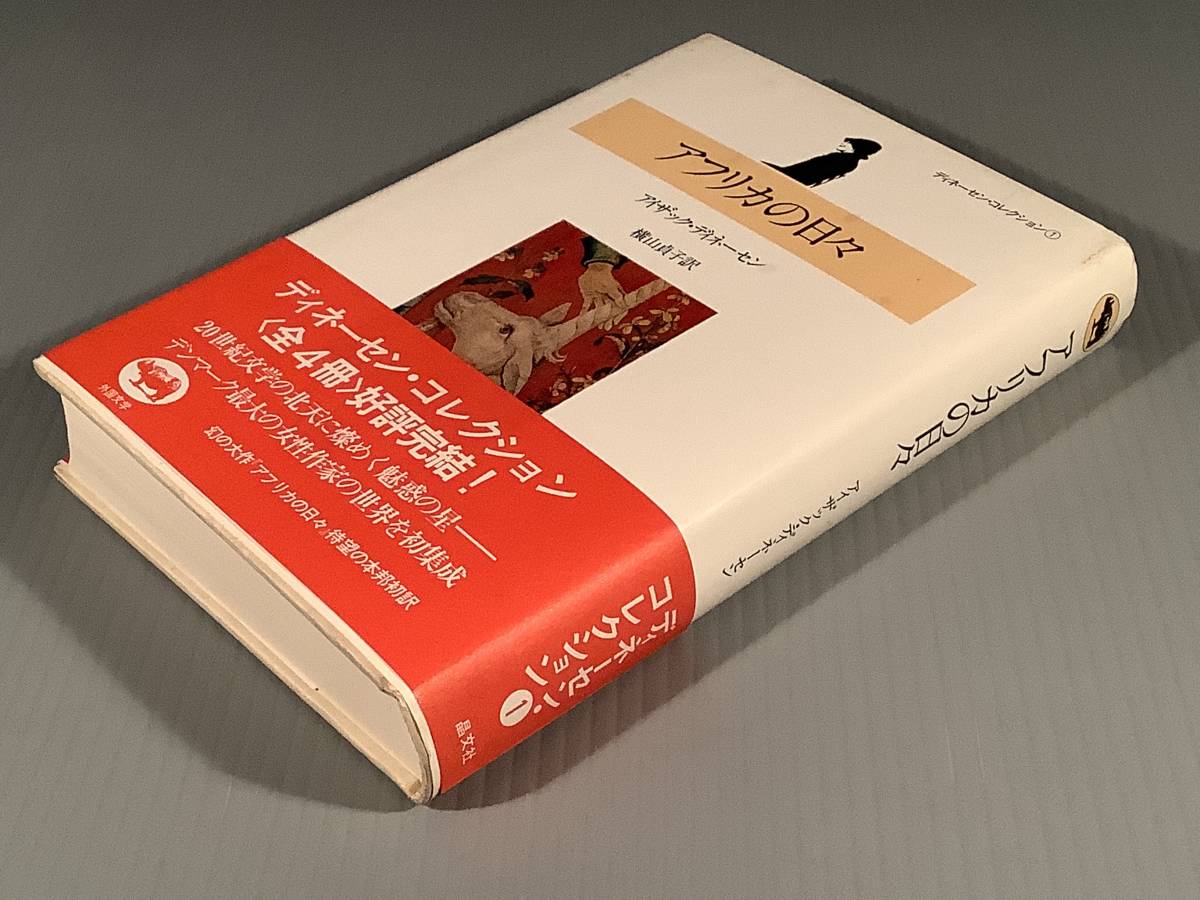 ディネーセン・コレクション①
アフリカの日々
アイザック・ディネーセン
横山貞子訳
ディネーセン・コレクション
〈全4冊〉好評完結!
20世紀文学の北天に燦めく魅惑の星──
デンマーク最大の女性作家の世界を初集成
幻の大作『アフリカの日々』待望の本邦初訳
外国文学
アフリカの日々
アイザック・ディネーセン
ディネーセン・
コレクション
1
晶文社